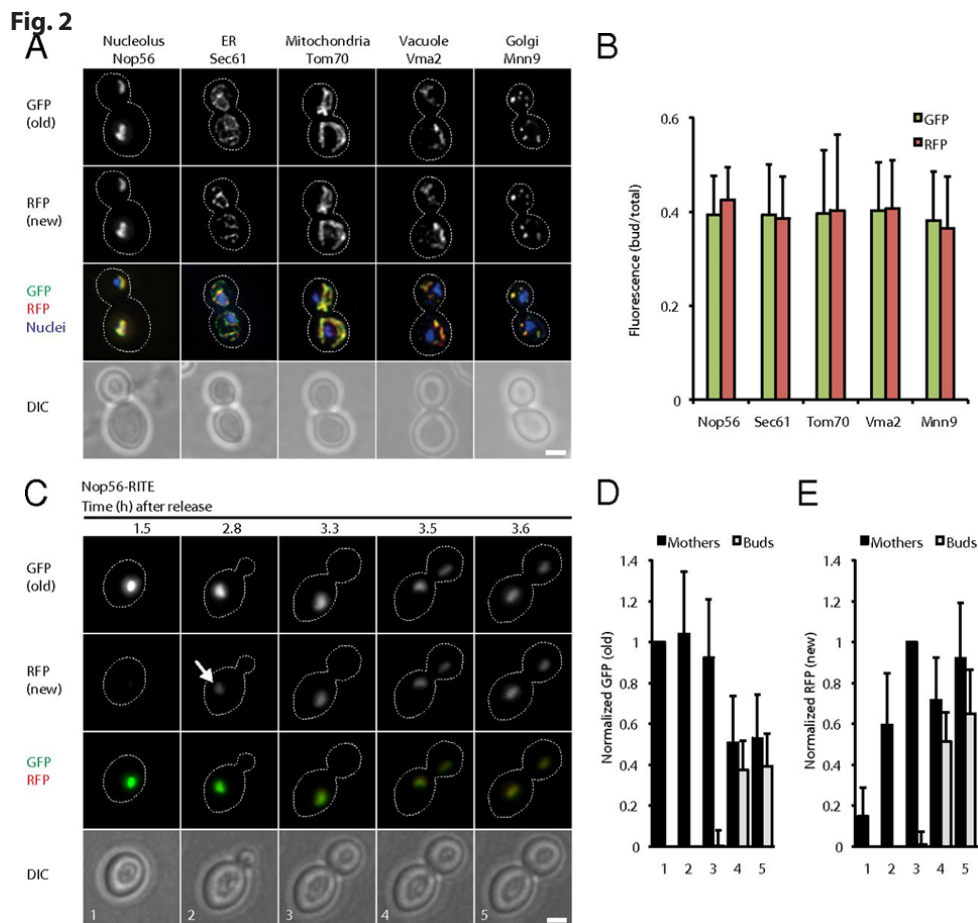 Fig. 2
A
Nucleolus ER Mitochondria Vacuole Golgi
Nop56 Sec61 Tom70 Vma2 Mnn9
GFP
(old)
RFP
(new)
GFP
RFP
Nuclei
DIC
B
Fluorescence (bud/total)
0.6
0.4
0.2
0
GFP
RFP
Nop56 Sec61 Tom70 Vma2 Mnn9
C
Nop56-RITE
Time (h) after release
1.5 2.8 3.3 3.5 3.6
GFP
(old)
RFP
(new)
GFP
RFP
DIC
1 2 3 4 5
D
Mothers Buds
Normalized GFP (old)
1.4
1.2
1
0.8
0.6
0.4
0.2
0
1 2 3 4 5
E
Mothers Buds
Normalized RFP (new)
1.4
1.2
1
0.8
0.6
0.4
0.2
0
1 2 3 4 5